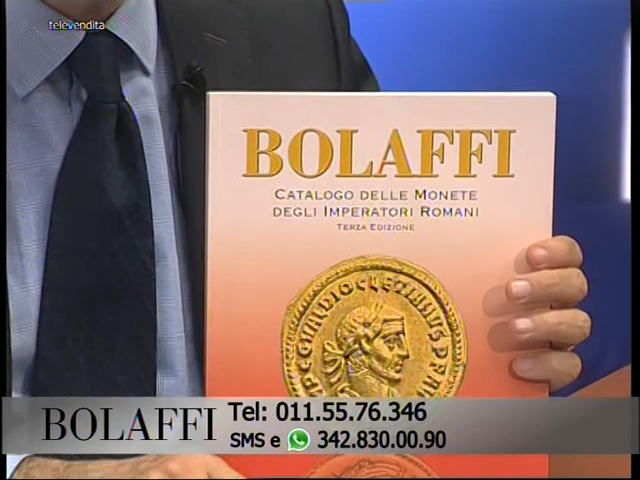 televendita
BOLAFFI
CATALOGO DELLE MONETE
DEGLI IMPERATORI ROMANI
TERZA EDIZIONE
DIOCLETIANVS
BOLAFFI
Tel: 011.55.76.346
SMS e 342.830.00.90